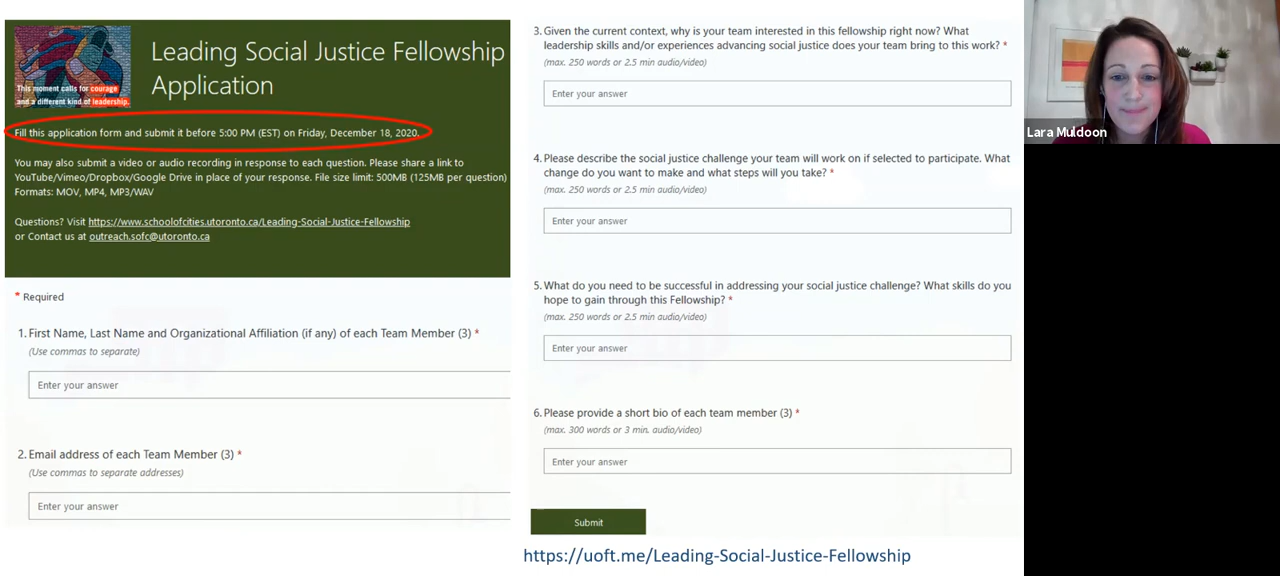 Leading Social Justice Fellowship
Application
This moment calls for courage
and a different kind of leadership.
Fill this application form and submit it before 5:00 PM (EST) on Friday, December 18, 2020.
You may also submit a video or audio recording in response to each question. Please share a link to
YouTube/Vimeo/Dropbox/Google Drive in place of your response. File size limit: 500MB (125MB per question)
Formats: MOV, MP4, MP3/WAV
Questions? Visit https://www.schoolofcities.utoronto.ca/Leading-Social-Justice-Fellowship
or Contact us at outreach.sofc@utoronto.ca
* Required
1. First Name, Last Name and Organizational Affiliation (if any) of each Team Member (3) *
(Use commas to separate)
Enter your answer
2. Email address of each Team Member (3) *
(Use commas to separate addresses)
Enter your answer
3. Given the current context, why is your team interested in this fellowship right now? What
leadership skills and/or experiences advancing social justice does your team bring to this work? *
(max. 250 words or 2.5 min audio/video)
Enter your answer
4. Please describe the social justice challenge your team will work on if selected to participate. What
change do you want to make and what steps will you take? *
(max. 250 words or 2.5 min audio/video)
Enter your answer
5. What do you need to be successful in addressing your social justice challenge? What skills do you
hope to gain through this Fellowship? *
(max. 250 words or 2.5 min audio/video)
Enter your answer
6. Please provide a short bio of each team member (3) *
(max. 300 words or 3 min. audio/video)
Enter your answer
Submit
https://uoft.me/Leading-Social-Justice-Fellowship
Lara Muldoon